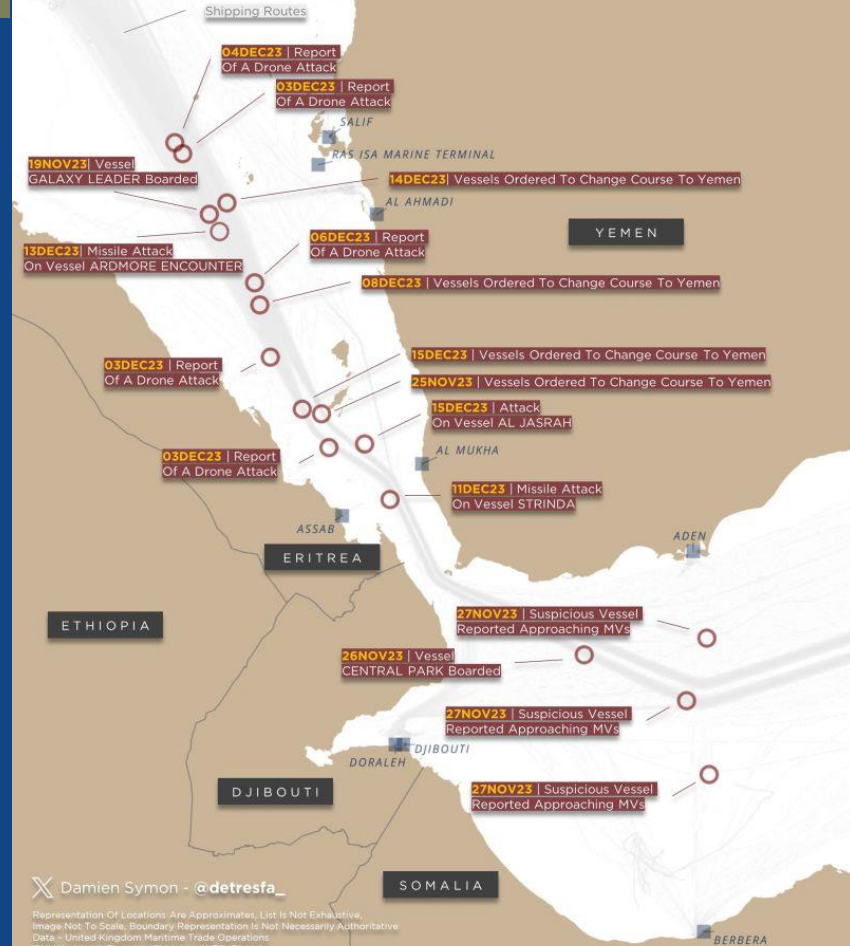 Shipping Routes
04DEC23 | Report
Of A Drone Attack
03DEC23 | Report
Of A Drone Attack
SALIF
RAS ISA MARINE TERMINAL
19NOV23| Vessel
GALAXY LEADER Boarded
14DEC23| Vessels Ordered To Change Course To Yemen
AL AHMADI
YEMEN
06DEC23 | Report
Of A Drone Attack
13DEC23| Missile Attack
On Vessel ARDMORE ENCOUNTER
08DEC23 | Vessels Ordered To Change Course To Yemen
03DEC23 | Report
Of A Drone Attack
15DEC23 | Vessels Ordered To Change Course To Yemen
25NOV23 | Vessels Ordered To Change Course To Yemen
15DEC23 | Attack
On Vessel AL JASRAH
03DEC23 | Report
Of A Drone Attack
AL MUKHA
11DEC23 | Missile Attack
On Vessel STRINDA
ASSAB
ADEN
ERITREA
ETHIOPIA
27NOV23 | Suspicious Vessel
Reported Approaching MVs
26NOV23 | Vessel
CENTRAL PARK Boarded
27NOV23 | Suspicious Vessel
Reported Approaching MVs
DJIBOUTI
DORALEH
DJIBOUTI
27NOV23 | Suspicious Vessel
Reported Approaching MVs
SOMALIA
X Damien Symon - @detresfa_
Representation Of Locations Are Approximates, List Is Not Exhaustive,
Image Not To Scale, Boundary Representation Is Not Necessarily Authoritative
Data - United Kingdom Maritime Trade Operations
BERBERA